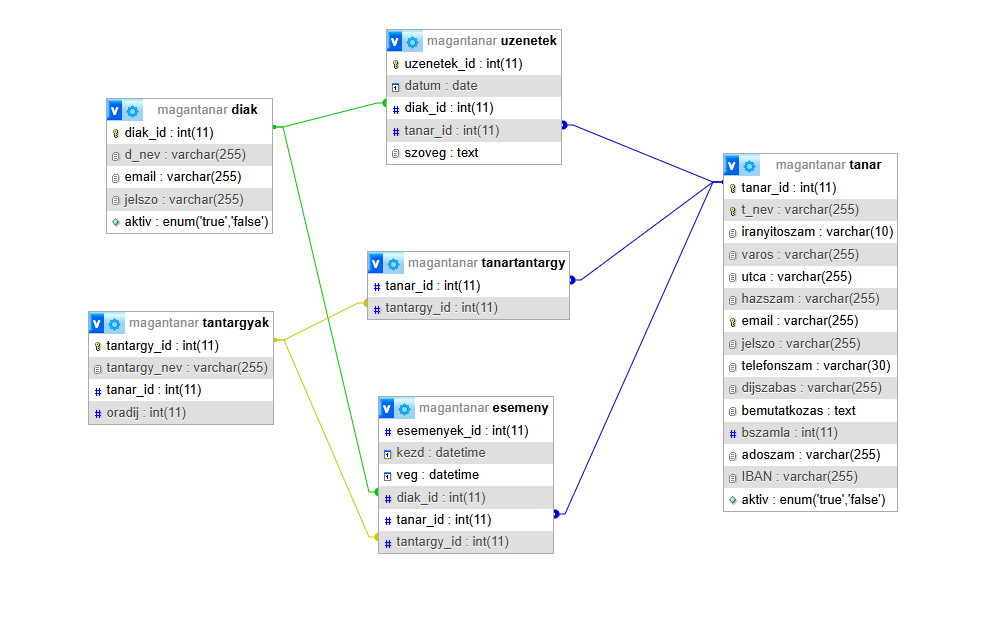 magantanar uzenetek
uzenetek_id : int(11)
datum : date
diak_id : int(11)
tanar_id : int(11)
szoveg : text
magantanar diak
diak_id : int(11)
d_nev : varchar(255)
email : varchar(255)
jelszo : varchar(255)
aktiv : enum('true','false')
magantanar tanar
tanar_id : int(11)
t_nev : varchar(255)
iranyitoszam : varchar(10)
varos : varchar(255)
utca : varchar(255)
hazszam : varchar(255)
email : varchar(255)
jelszo : varchar(255)
telefonszam : varchar(30)
dijszabas : varchar(255)
bemutatkozas : text
bszamla : int(11)
adoszam : varchar(255)
IBAN : varchar(255)
aktiv : enum('true','false')
magantanar tanartantargy
tanar_id : int(11)
tantargy_id : int(11)
magantanar tantargyak
tantargy_id : int(11)
tantargy_nev : varchar(255)
tanar_id : int(11)
oradij : int(11)
magantanar esemeny
esemenyek_id : int(11)
kezd : datetime
veg : datetime
diak_id : int(11)
tanar_id : int(11)
tantargy_id : int(11)